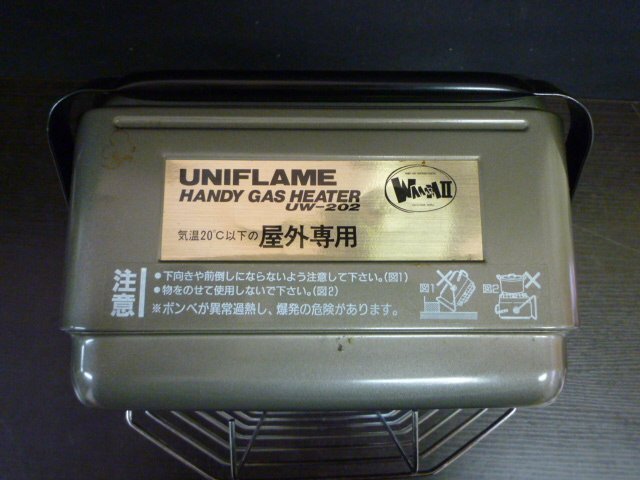 UNIFLAME
HANDY GAS HEATER
UW-202
WARM II
気温20℃以下の屋外専用
注意
●下向きや前倒しにならないよう注意して下さい。(図1)
●物をのせて使用しないで下さい。(図2)
※ボンベが異常過熱し、爆発の危険があります。
図1
図2